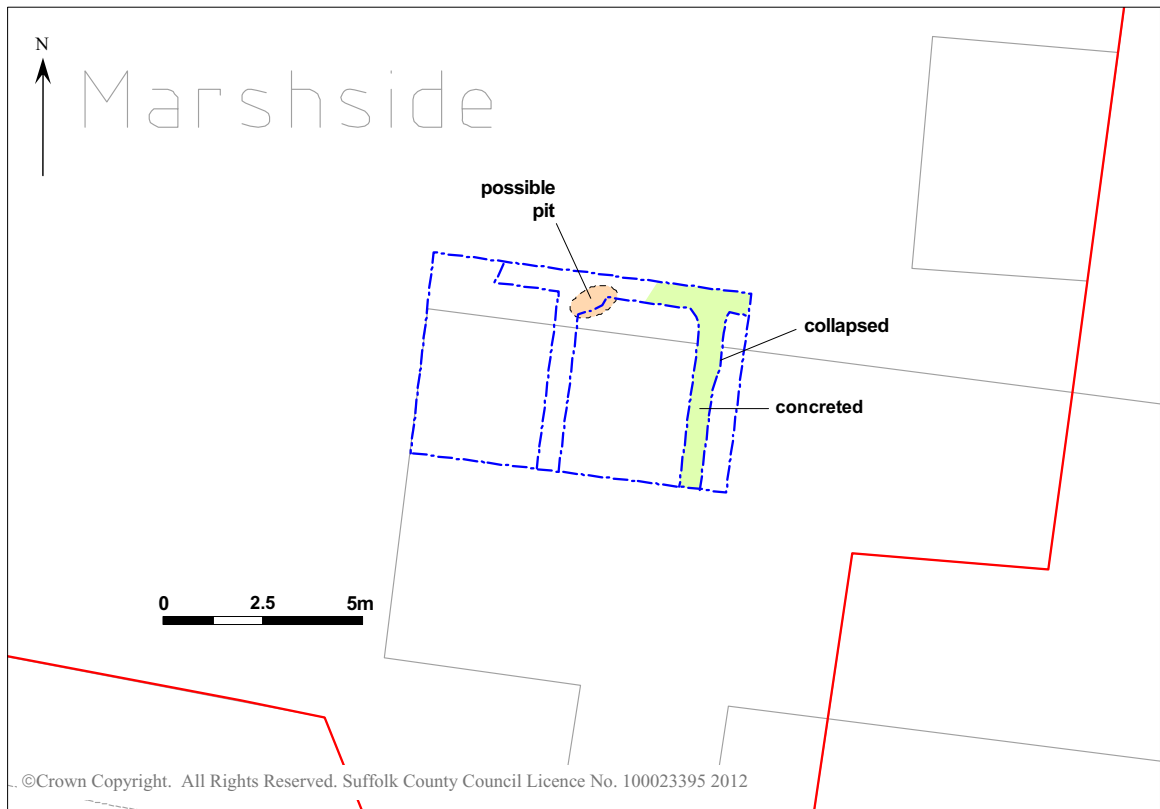 N
Marshside
possible
pit
collapsed
concreted
0 2.5 5m
©Crown Copyright. All Rights Reserved. Suffolk County Council Licence No. 100023395 2012